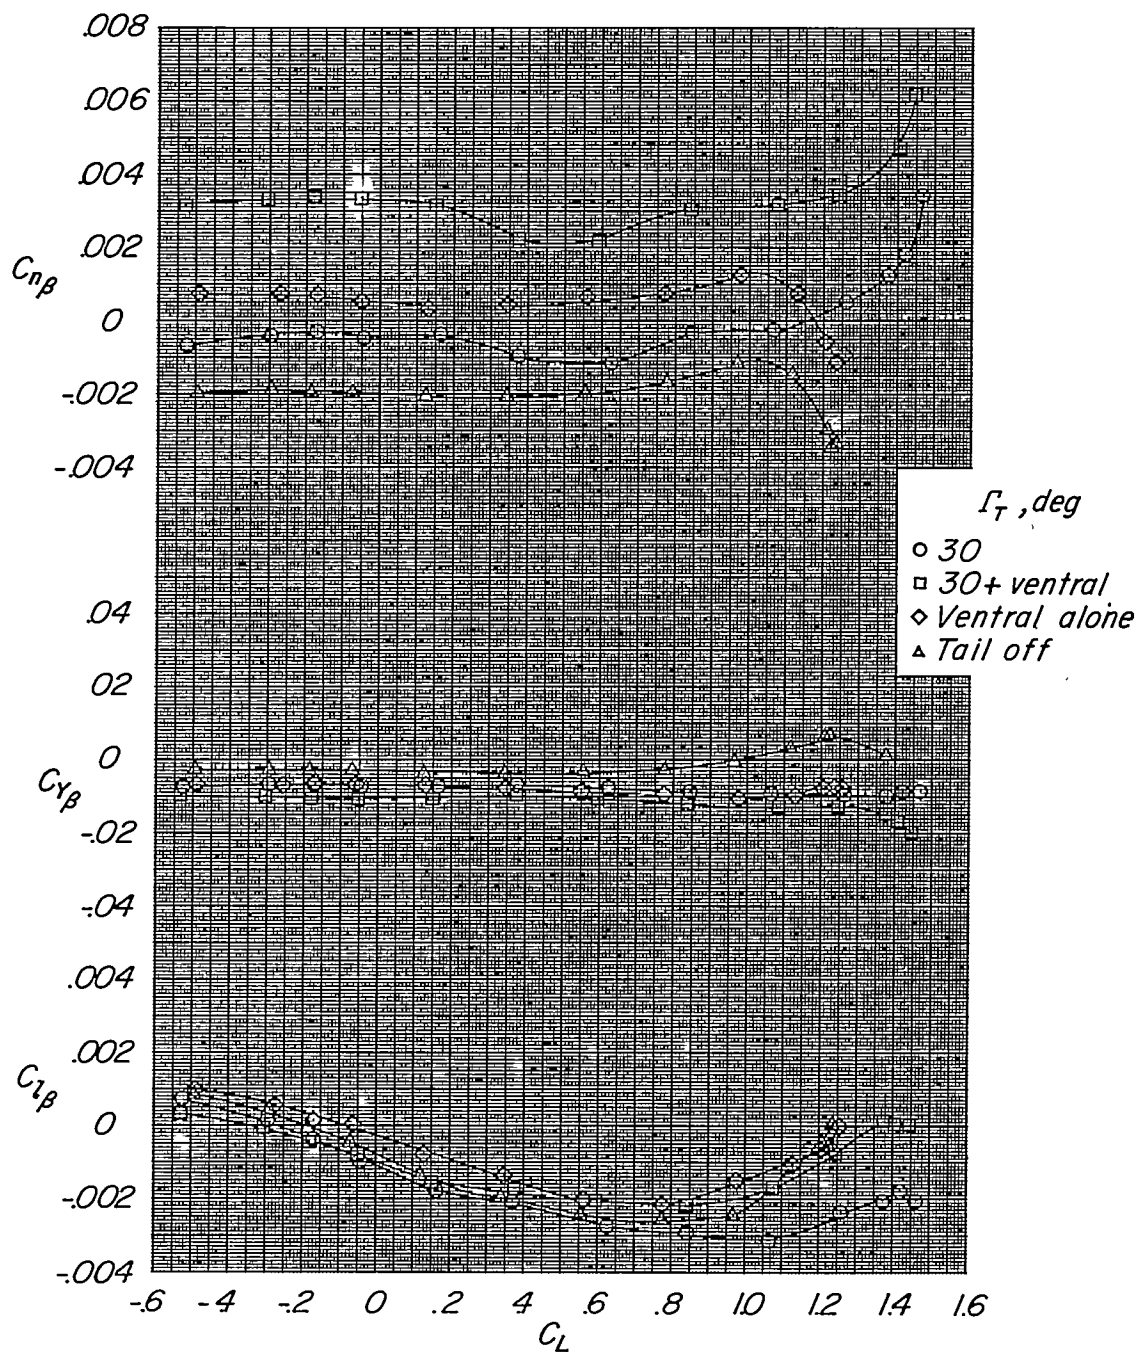 .008
.006
.004
.002
Cnβ
0
-.002
-.004
ΓT , deg
30
30 + ventral
Ventral alone
Tail off
.04
02
0
CYβ
-.02
-.04
.004
.002
Clβ
0
-.002
-.004
-.6 -.4 -.2 0 .2 .4 .6 .8 1.0 1.2 1.4 1.6
CL